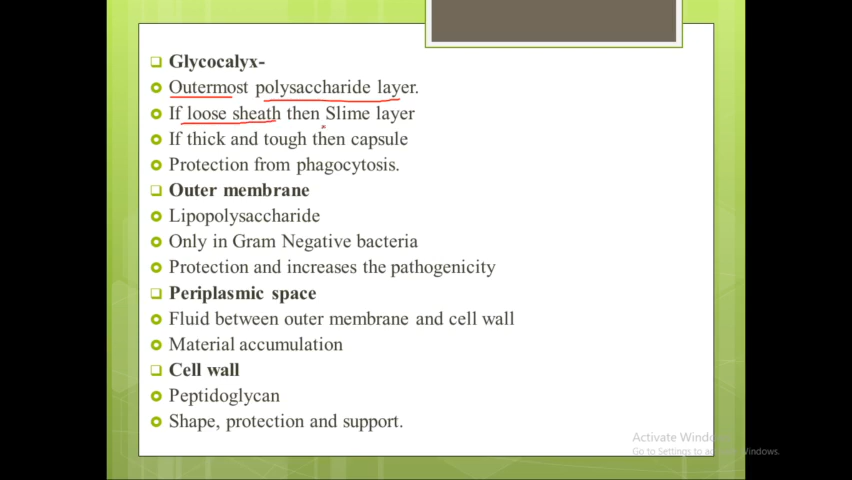 Glycocalyx-
Outermost polysaccharide layer.
If loose sheath then Slime layer
If thick and tough then capsule
Protection from phagocytosis.
Outer membrane
Lipopolysaccharide
Only in Gram Negative bacteria
Protection and increases the pathogenicity
Periplasmic space
Fluid between outer membrane and cell wall
Material accumulation
Cell wall
Peptidoglycan
Shape, protection and support.
Activate Windows
Go to Settings to activate Windows.